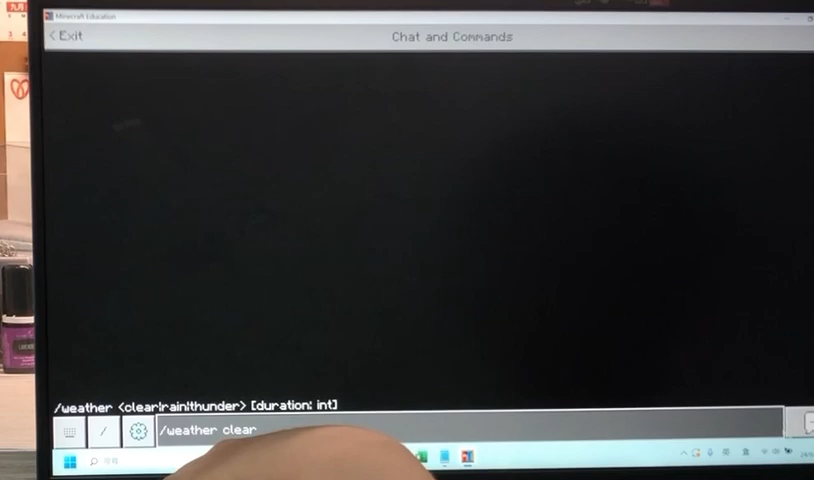 Minecraft Education
< Exit
Chat and Commands
/weather <clear|rain|thunder> [duration: int]
/
/weather clear